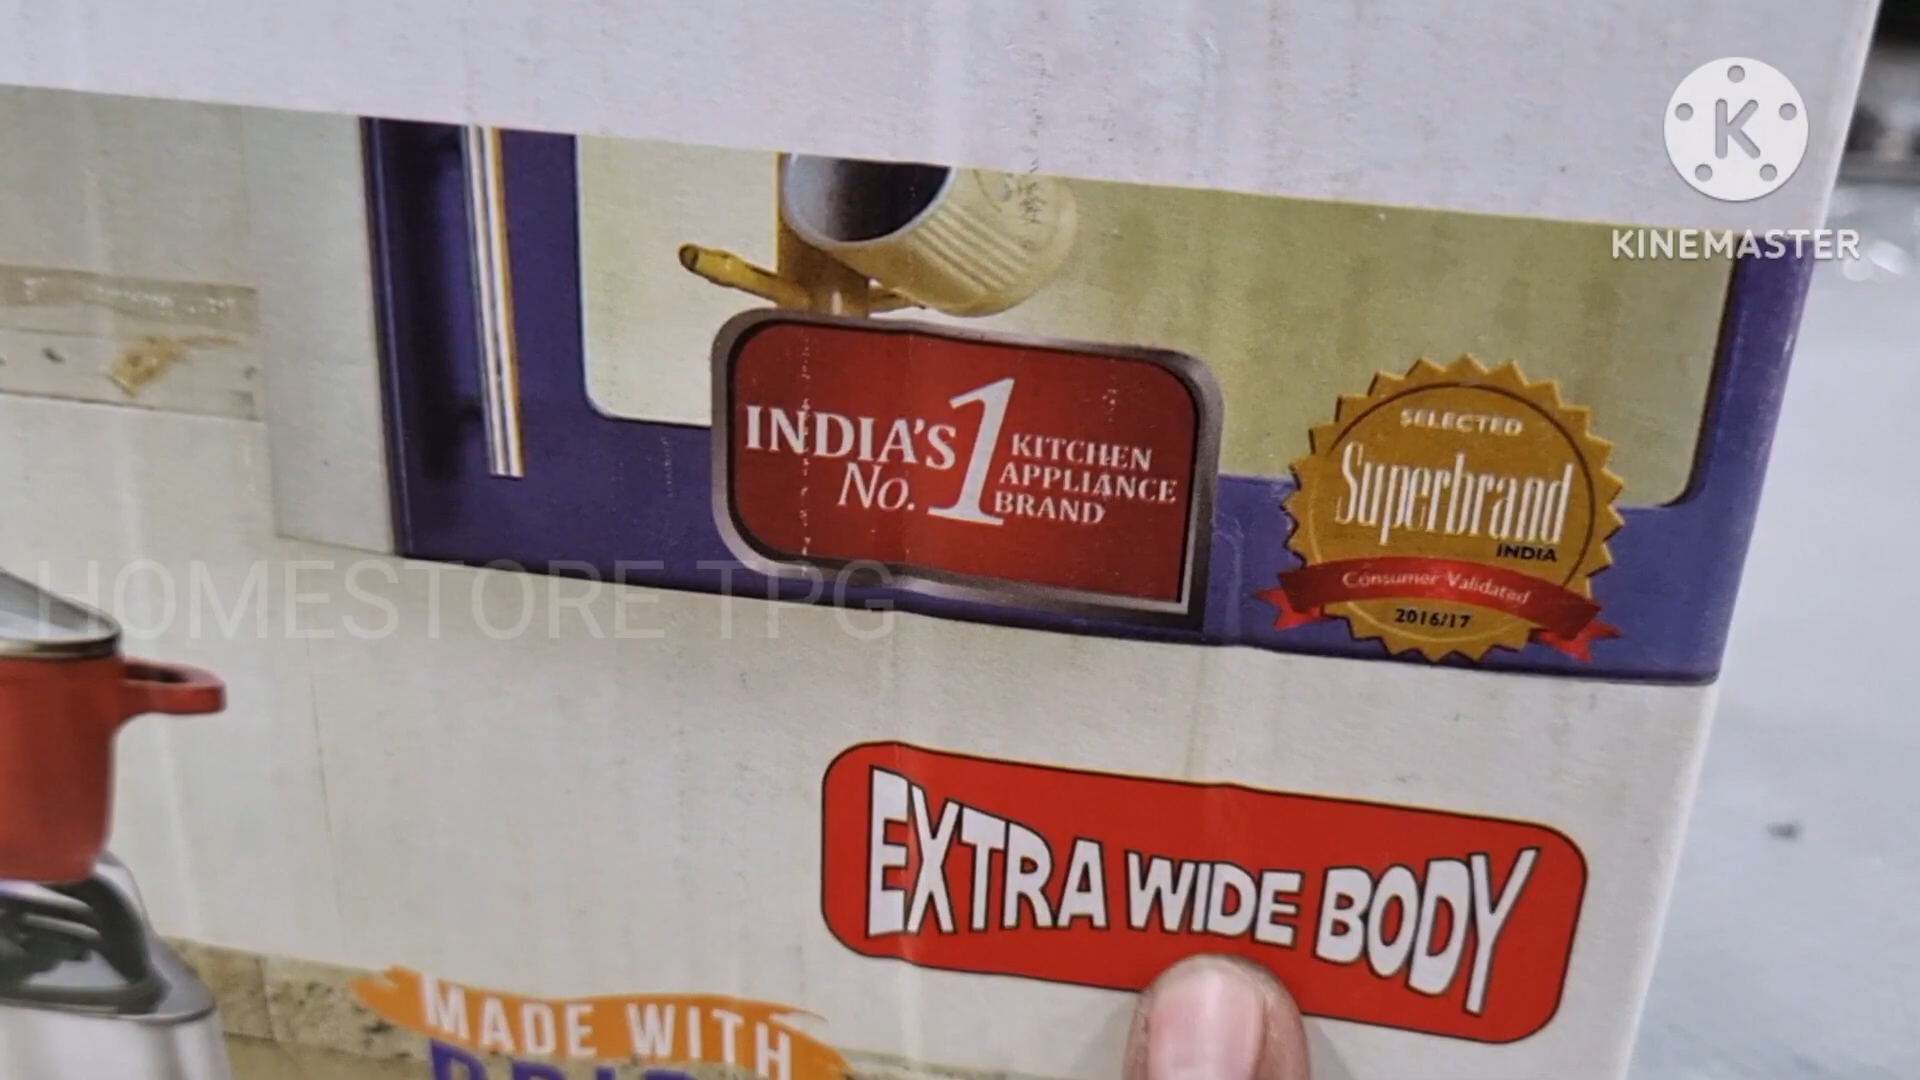 K
KINEMASTER
INDIA'S No. 1 KITCHEN APPLIANCE BRAND
SELECTED
Superbrand
INDIA
Consumer Validated
2016/17
HOMESTORE TPG
EXTRA WIDE BODY
MADE WITH